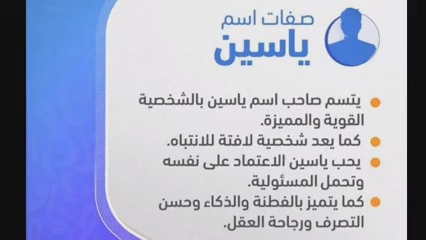 صفات اسم
ياسين
يتسم صاحب اسم ياسين بالشخصية
القوية والمميزة.
كما يعد شخصية لافتة للانتباه.
يحب ياسين الاعتماد على نفسه
وتحمل المسئولية.
كما يتميز بالفطنة والذكاء وحسن
التصرف ورجاحة العقل.